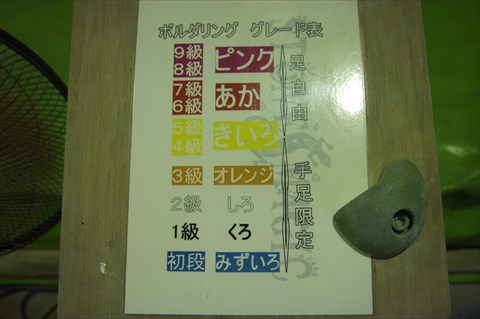 ボルダリング グレード表
9級
8級 ピンク
7級
6級 あか
5級
4級 きいろ
足自由
3級 オレンジ
2級 しろ
1級 くろ
初段 みずいろ
手足限定